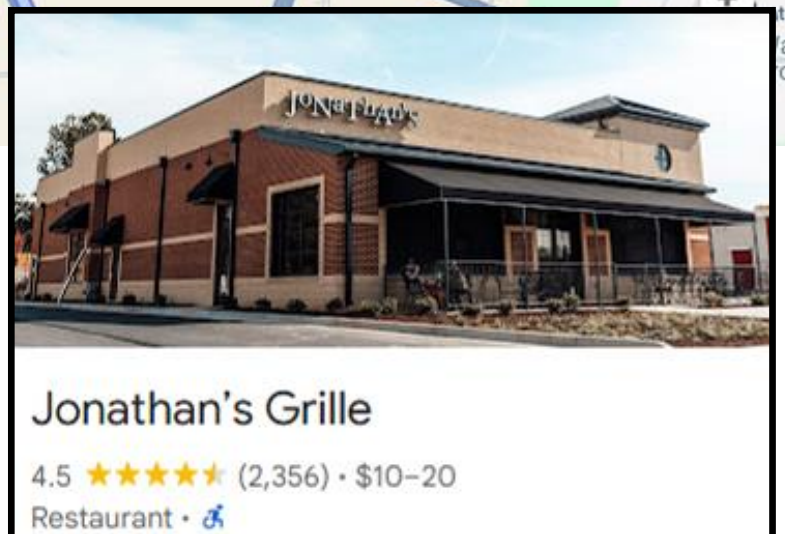 JoNaThAn's
Jonathan's Grille
4.5 (2,356) · $10–20
Restaurant ·